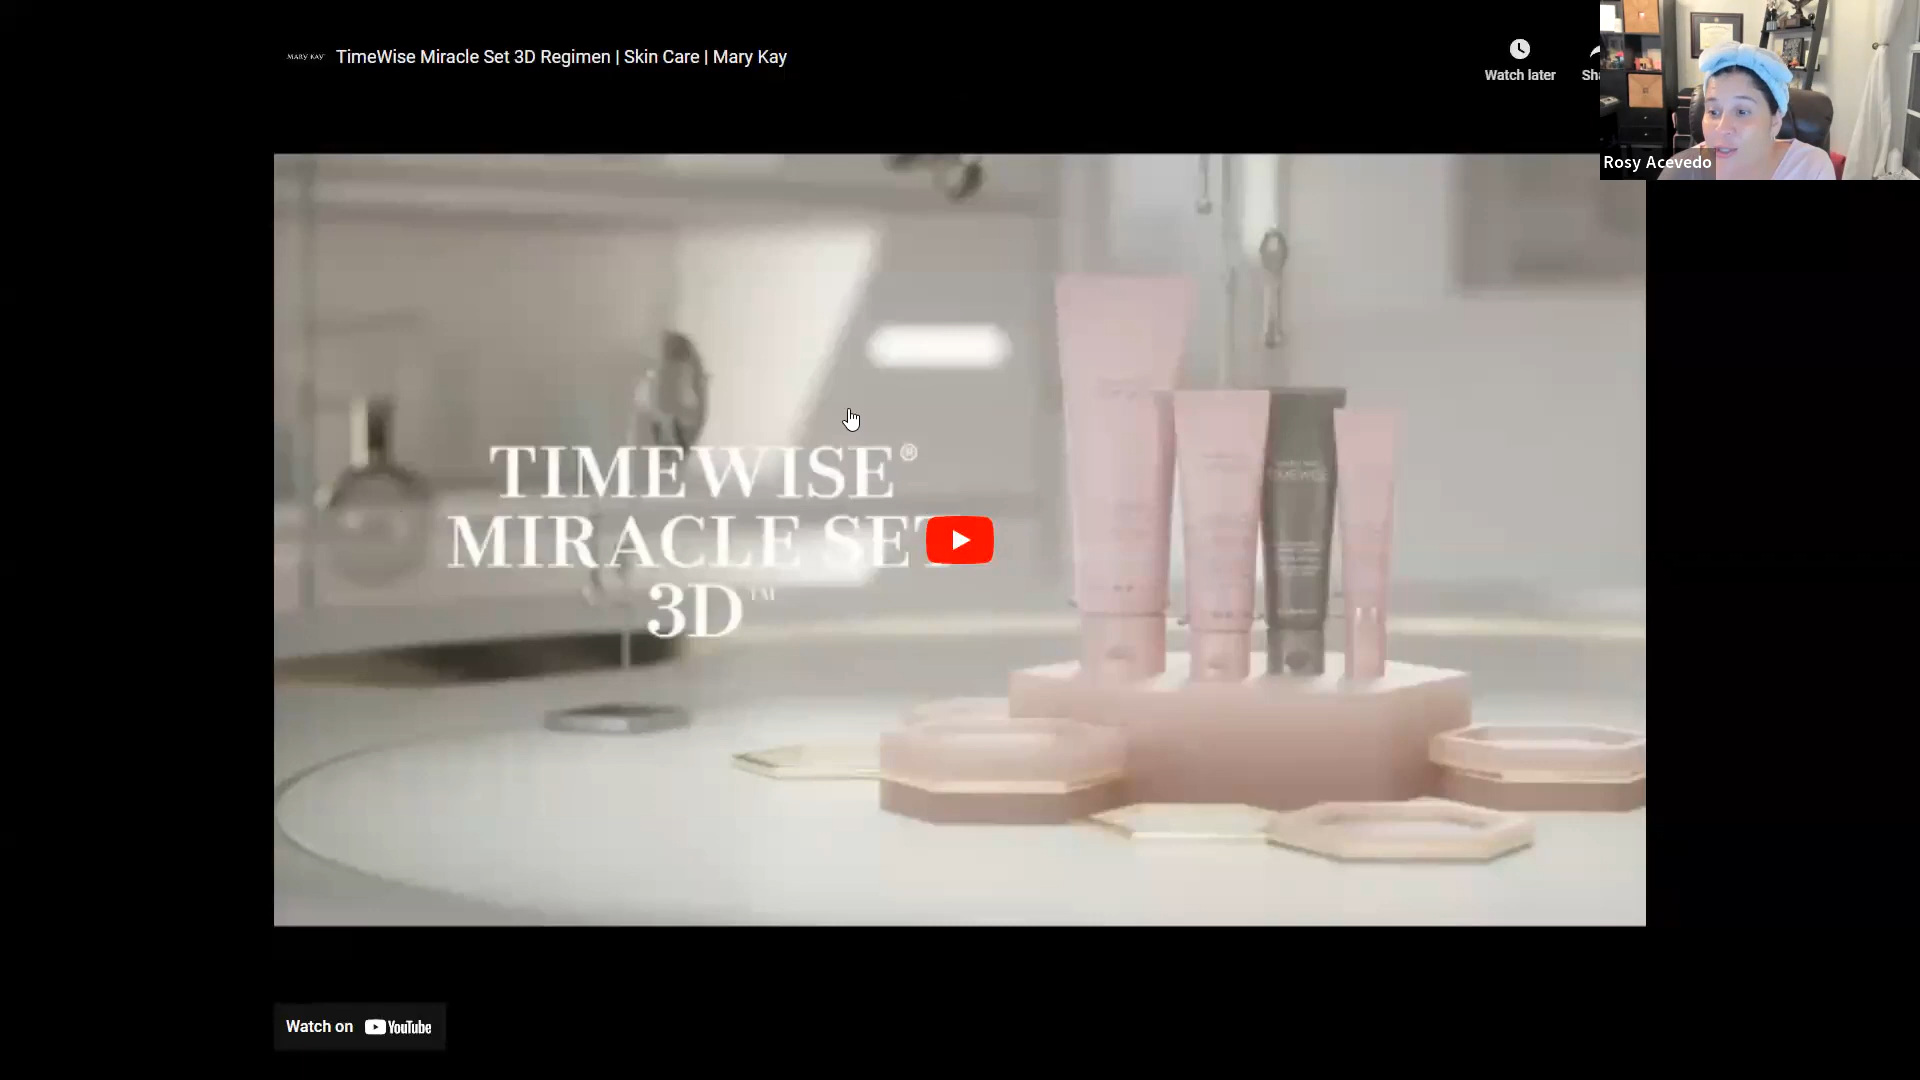 MARY KAY
TimeWise Miracle Set 3D Regimen | Skin Care | Mary Kay
Watch later
Rosy Acevedo
TIMEWISE®
MIRACLE SET
3D™
Watch on YouTube